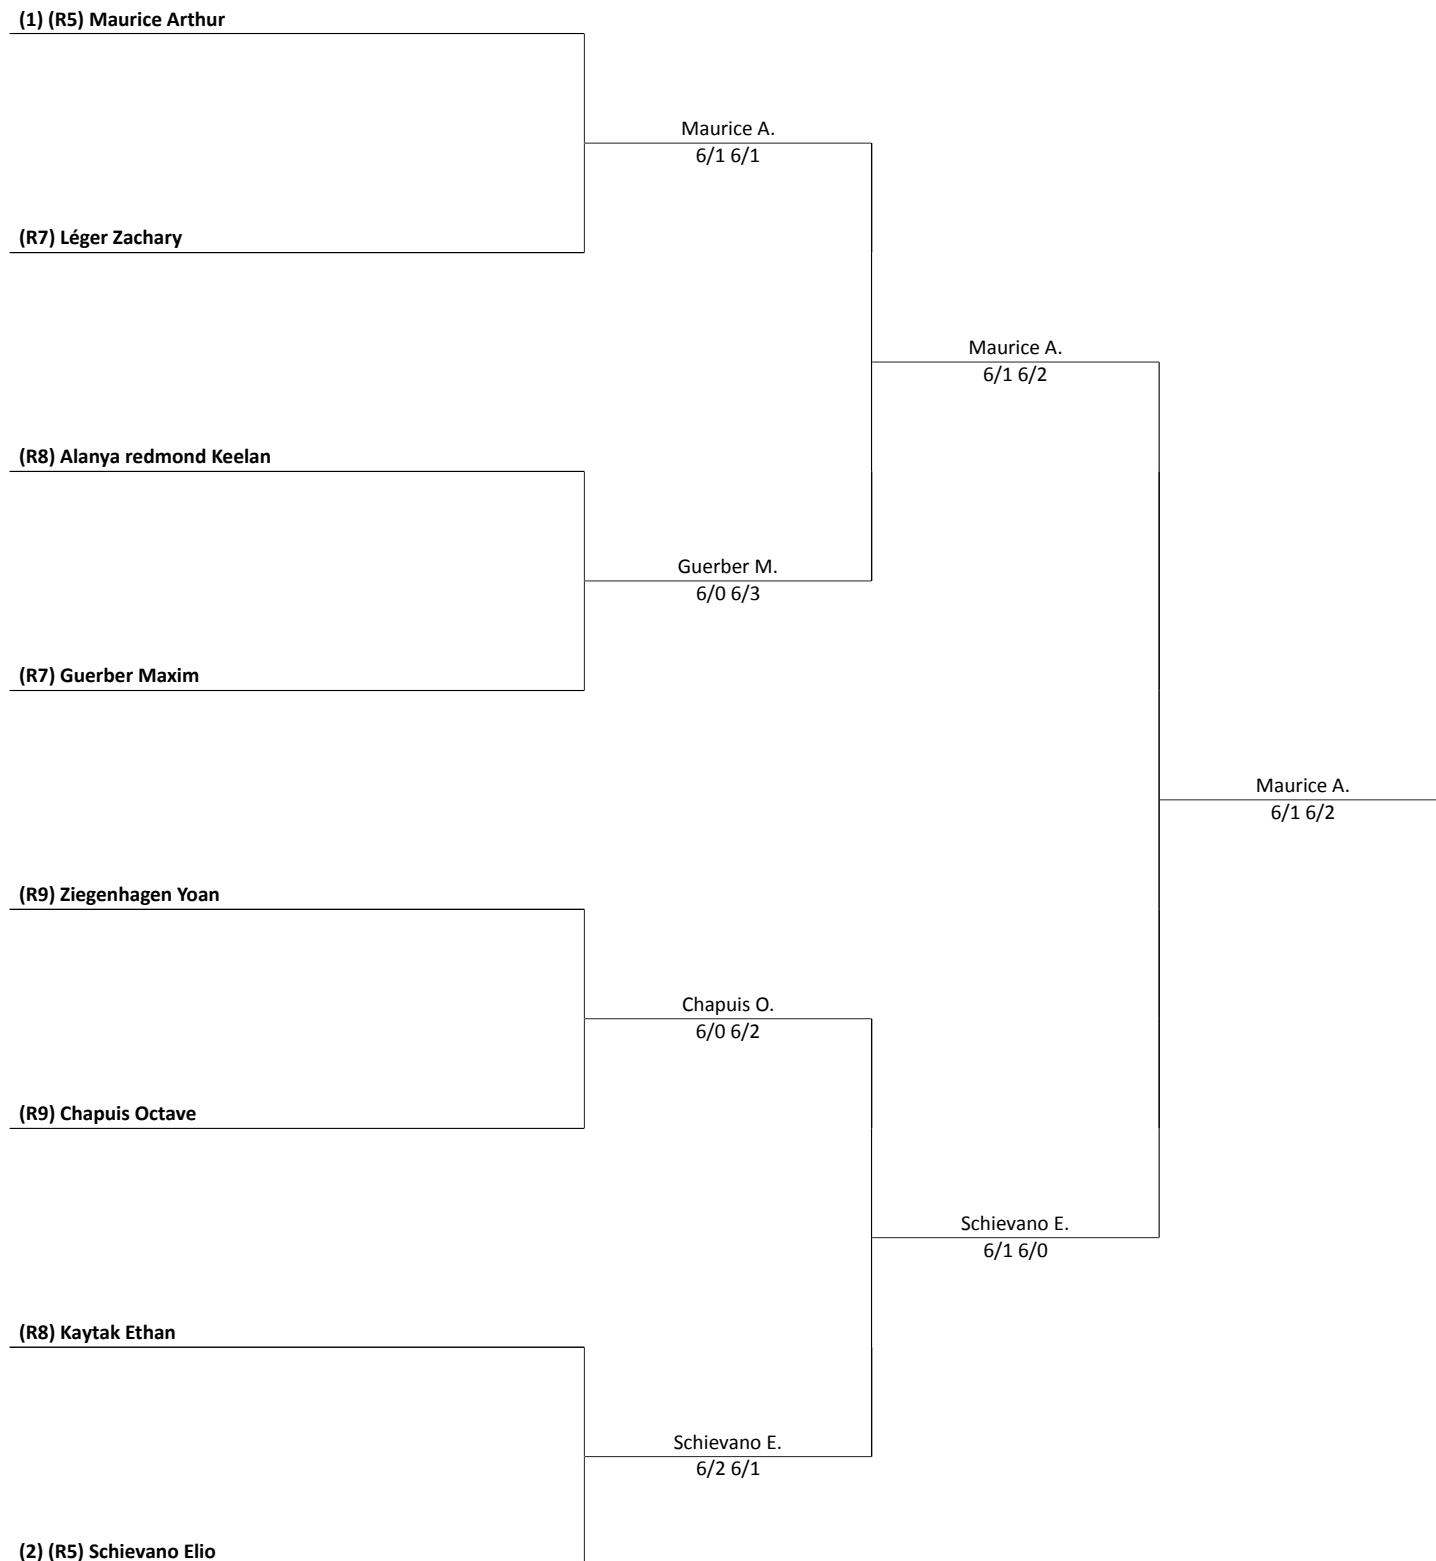 (1) (R5) Maurice Arthur
Maurice A.
6/1 6/1
(R7) Léger Zachary
Maurice A.
6/1 6/2
(R8) Alanya redmond Keelan
Guerber M.
6/0 6/3
(R7) Guerber Maxim
Maurice A.
6/1 6/2
(R9) Ziegenhagen Yoan
Chapuis O.
6/0 6/2
(R9) Chapuis Octave
Schievano E.
6/1 6/0
(R8) Kaytak Ethan
Schievano E.
6/2 6/1
(2) (R5) Schievano Elio